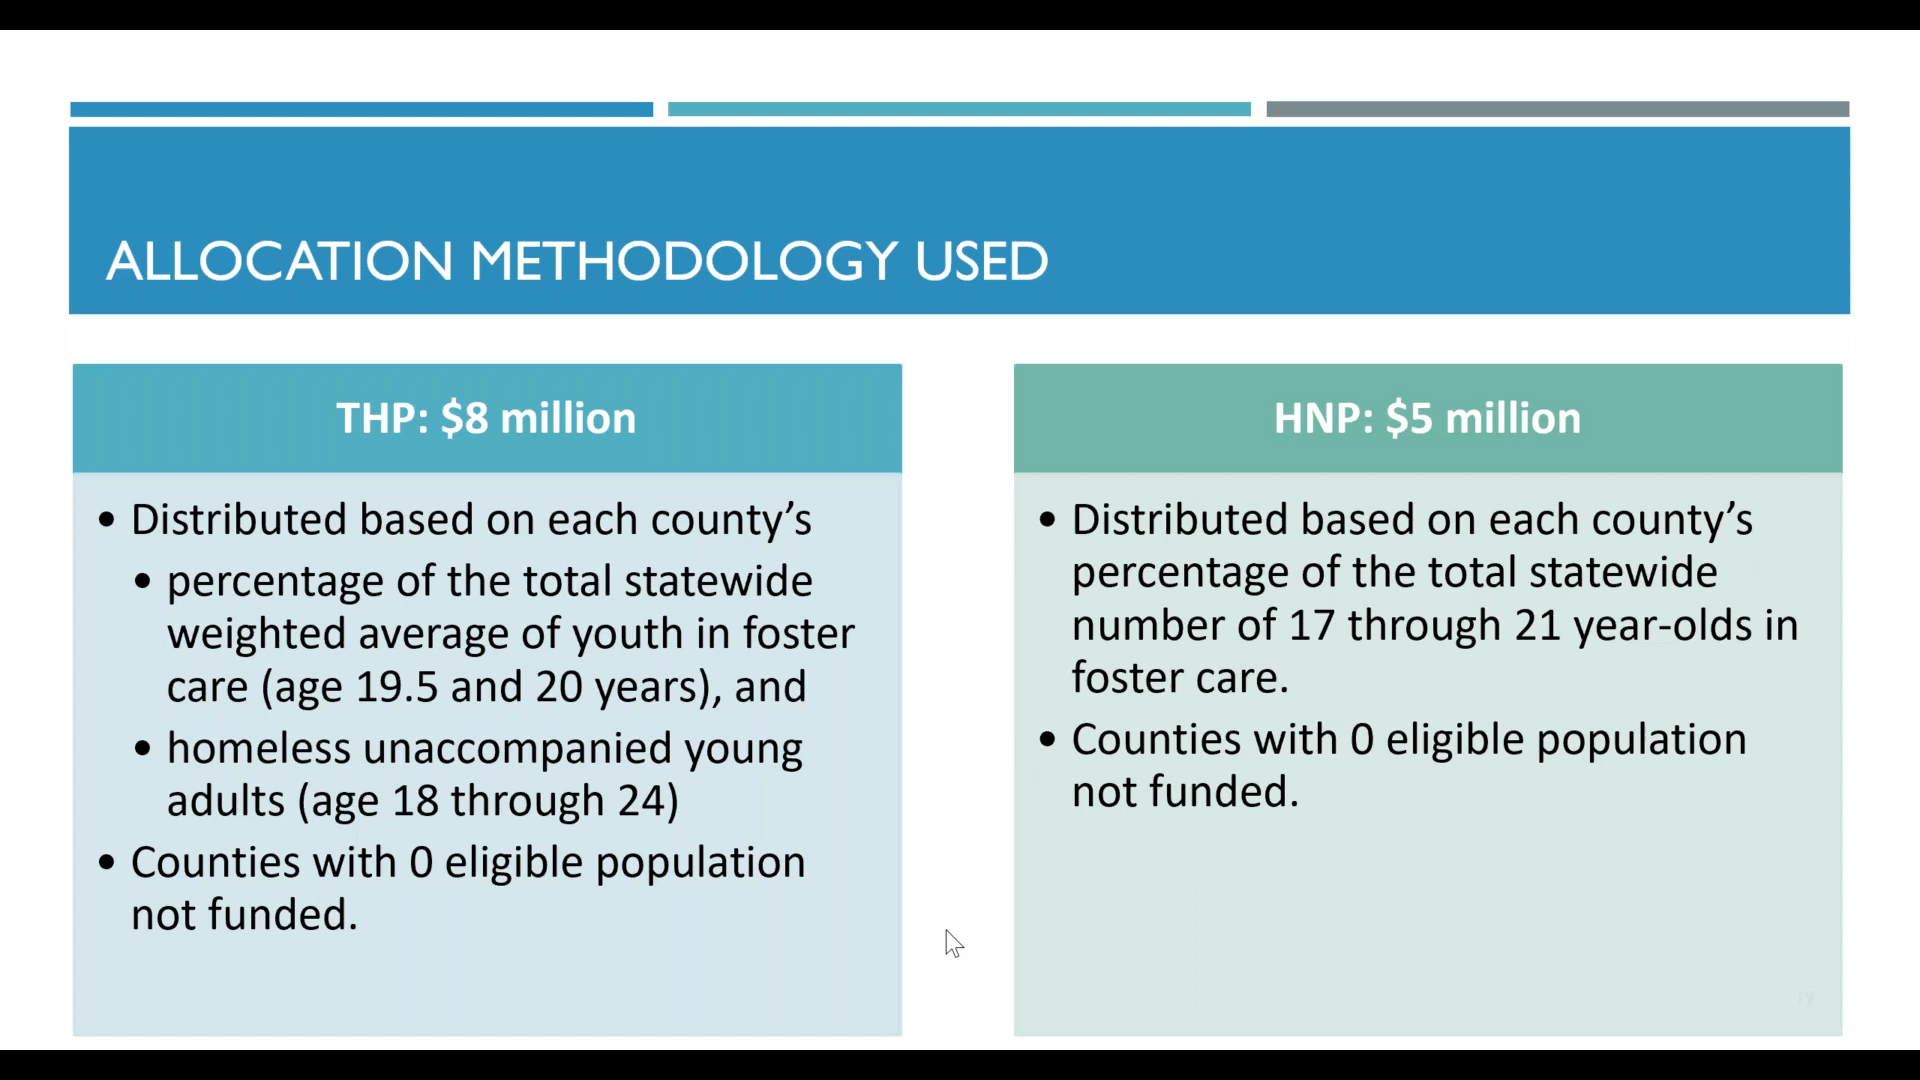 ALLOCATION METHODOLOGY USED
THP: $8 million
• Distributed based on each county’s
• percentage of the total statewide
weighted average of youth in foster
care (age 19.5 and 20 years), and
• homeless unaccompanied young
adults (age 18 through 24)
• Counties with 0 eligible population
not funded.
HNP: $5 million
• Distributed based on each county’s
percentage of the total statewide
number of 17 through 21 year-olds in
foster care.
• Counties with 0 eligible population
not funded.